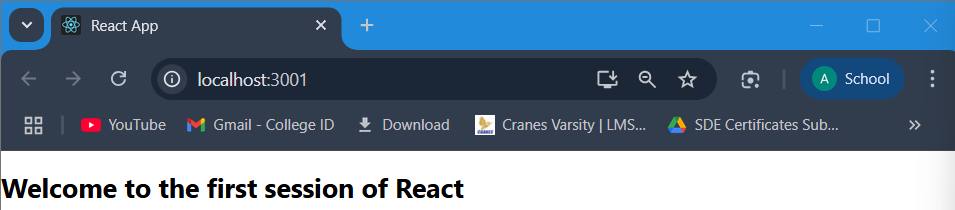 React App
localhost:3001
A School
YouTube Gmail - College ID Download Cranes Varsity | LMS... SDE Certificates Sub...
Welcome to the first session of React